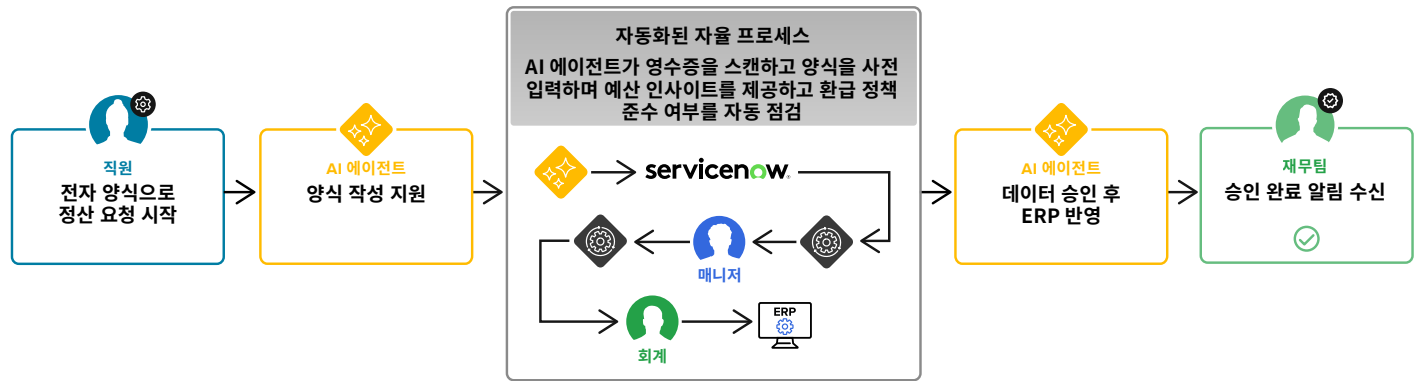 직원
전자 양식으로
정산 요청 시작
AI 에이전트
양식 작성 지원
자동화된 자율 프로세스
AI 에이전트가 영수증을 스캔하고 양식을 사전
입력하며 예산 인사이트를 제공하고 환급 정책
준수 여부를 자동 점검
servicenow
매니저
회계
ERP
AI 에이전트
데이터 승인 후
ERP 반영
재무팀
승인 완료 알림 수신